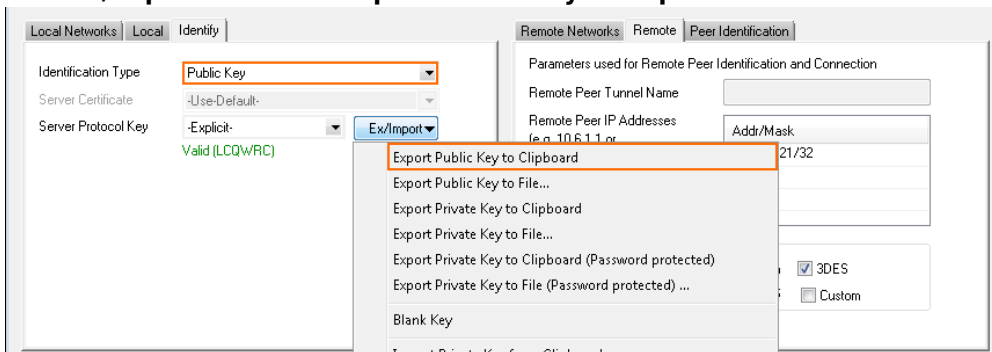 Local Networks Local Identify
Remote Networks Remote Peer Identification
Identification Type Public Key
Parameters used for Remote Peer Identification and Connection
Server Certificate -Use-Default-
Remote Peer Tunnel Name
Server Protocol Key -Explicit- Ex/Import
Remote Peer IP Addresses
(e.g. 10.6.1.1 or
Addr/Mask
Valid (LCQWRC)
21/32
Export Public Key to Clipboard
Export Public Key to File...
Export Private Key to Clipboard
Export Private Key to File...
Export Private Key to Clipboard (Password protected)
3DES
Export Private Key to File (Password protected) ...
Custom
Blank Key